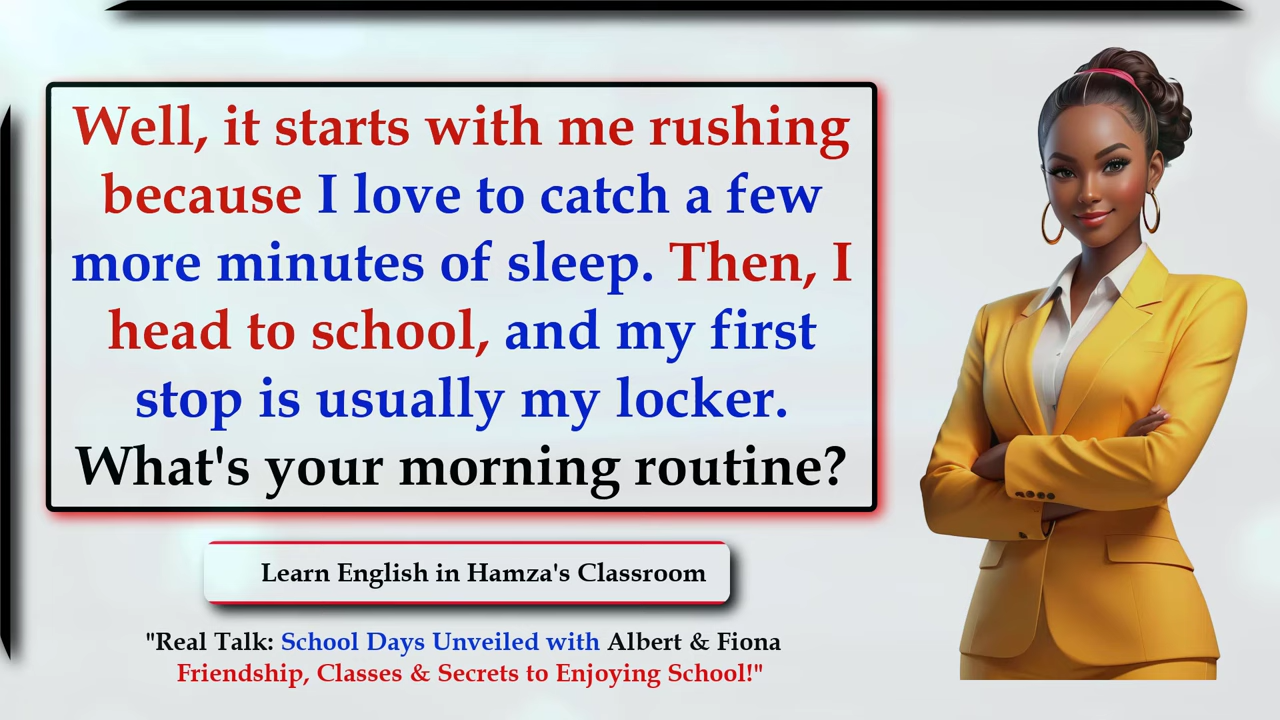 Well, it starts with me rushing
because I love to catch a few
more minutes of sleep. Then, I
head to school, and my first
stop is usually my locker.
What's your morning routine?
Learn English in Hamza's Classroom
"Real Talk: School Days Unveiled with Albert & Fiona
Friendship, Classes & Secrets to Enjoying School!"